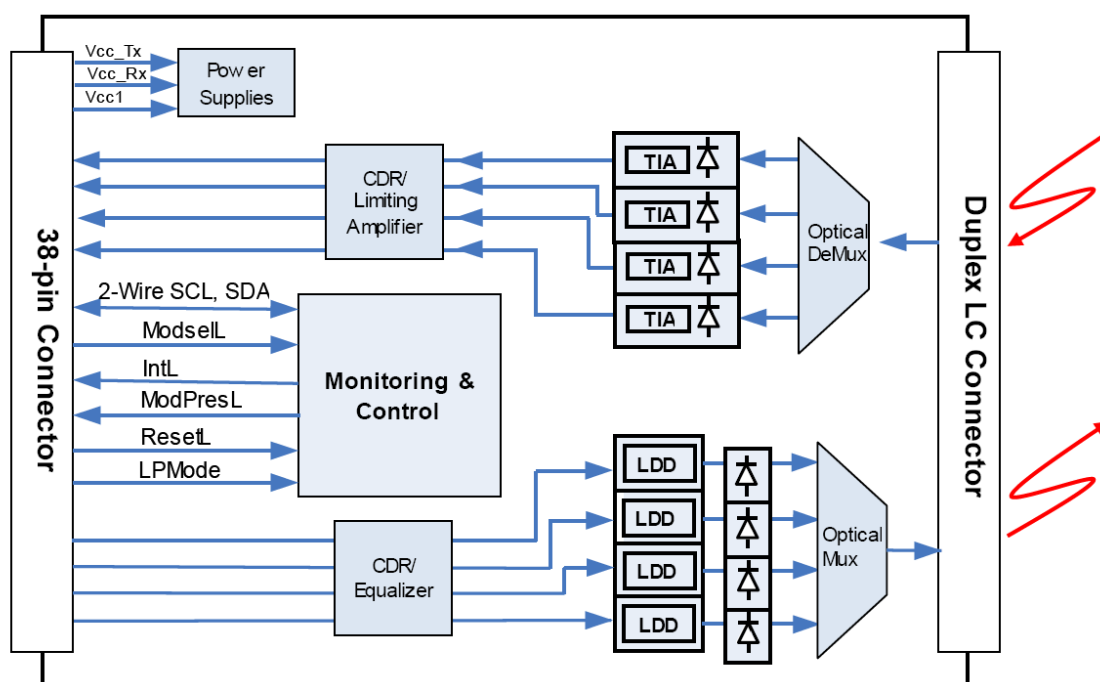 Vcc_Tx
Vcc_Rx
Vcc1
Power
Supplies
38-pin Connector
CDR/
Limiting
Amplifier
TIA
TIA
TIA
TIA
Optical
DeMux
Duplex LC Connector
2-Wire SCL, SDA
ModselL
IntL
ModPresL
ResetL
LPMode
Monitoring &
Control
CDR/
Equalizer
LDD
LDD
LDD
LDD
Optical
Mux